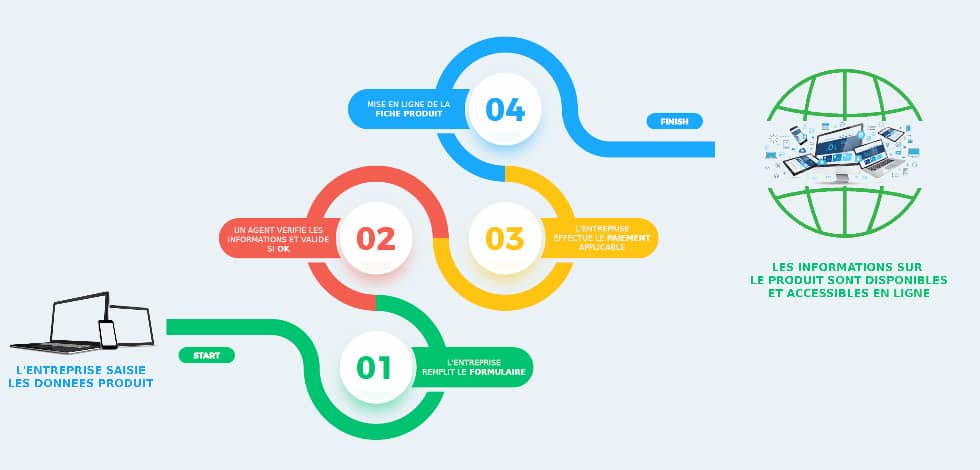 L'ENTREPRISE SAISIE
LES DONNEES PRODUIT
START
01
L'ENTREPRISE
REMPLIT LE FORMULAIRE
UN AGENT VERIFIE LES
INFORMATIONS ET VALIDE
SI OK
02
03
L'ENTREPRISE
EFFECTUE LE PAIEMENT
APPLICABLE
MISE EN LIGNE DE LA
FICHE PRODUIT
04
FINISH
LES INFORMATIONS SUR
LE PRODUIT SONT DISPONIBLES
ET ACCESSIBLES EN LIGNE